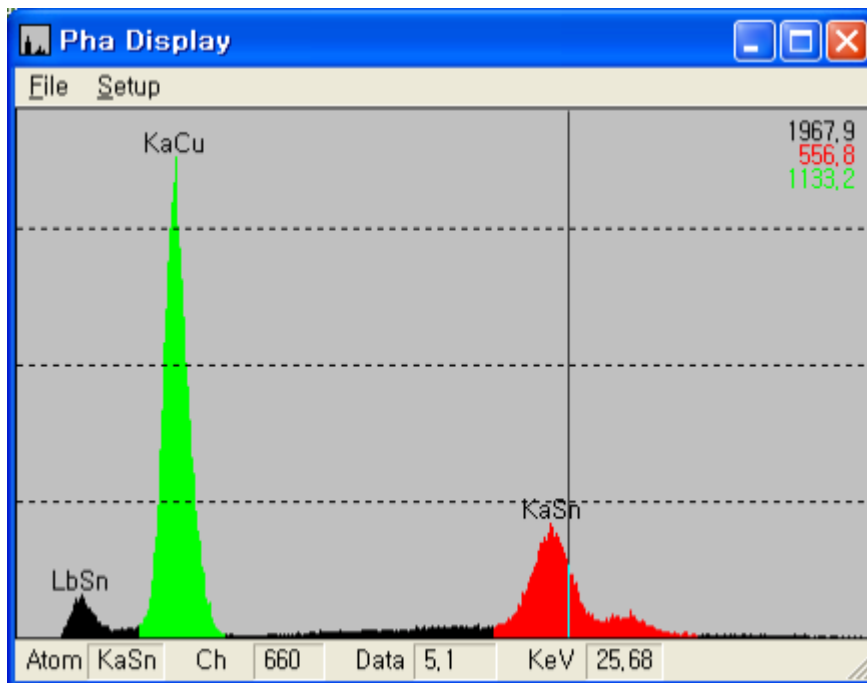 Pha Display
File Setup
1967,9
556,8
1133,2
KaCu
KaSn
LbSn
Atom KaSn Ch 660 Data 5,1 KeV 25,68